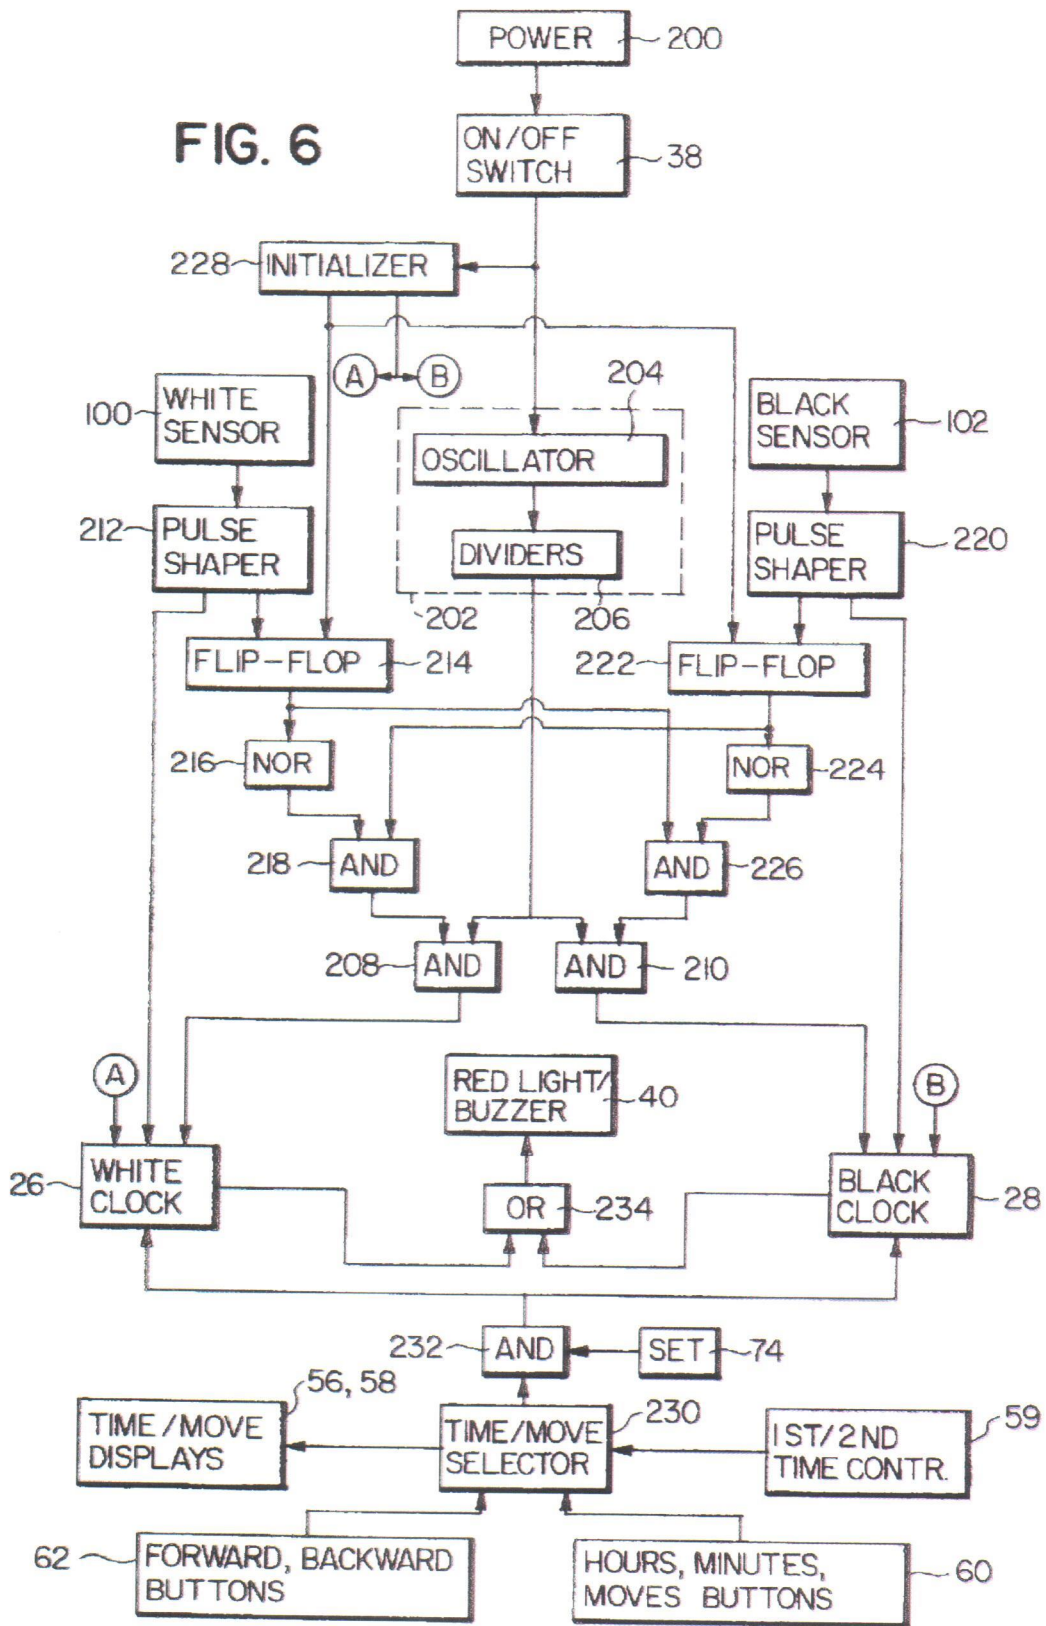 POWER
200
FIG. 6
ON/OFF
SWITCH
38
228
INITIALIZER
A
B
204
100
WHITE
SENSOR
BLACK
SENSOR
102
OSCILLATOR
212
PULSE
SHAPER
DIVIDERS
PULSE
SHAPER
220
202
206
FLIP-FLOP
214
222
FLIP-FLOP
216
NOR
NOR
224
218
AND
AND
226
208
AND
AND
210
A
RED LIGHT/
BUZZER
40
B
26
WHITE
CLOCK
OR
234
BLACK
CLOCK
28
232
AND
SET
74
56, 58
TIME/MOVE
DISPLAYS
TIME/MOVE
SELECTOR
230
1ST/2ND
TIME CONTR.
59
62
FORWARD, BACKWARD
BUTTONS
HOURS, MINUTES,
MOVES BUTTONS
60